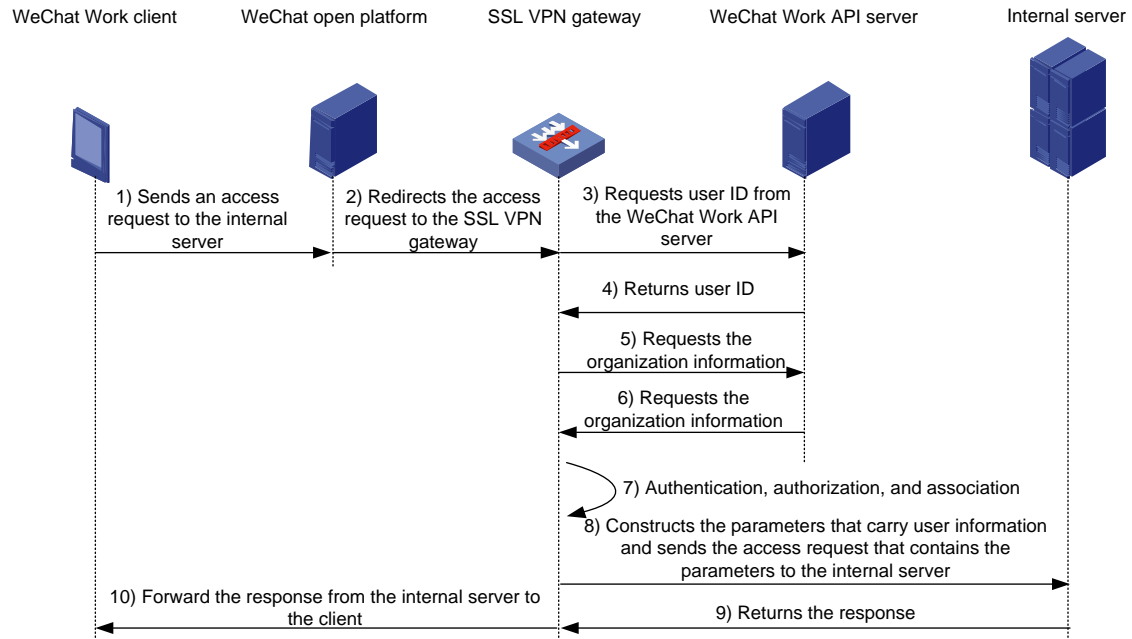 WeChat Work client
WeChat open platform
SSL VPN gateway
WeChat Work API server
Internal server
1) Sends an access
request to the internal
server
2) Redirects the access
request to the SSL VPN
gateway
3) Requests user ID from
the WeChat Work API
server
4) Returns user ID
5) Requests the
organization information
6) Requests the
organization information
7) Authentication, authorization, and association
8) Constructs the parameters that carry user information
and sends the access request that contains the
parameters to the internal server
9) Returns the response
10) Forward the response from the internal server to
the client